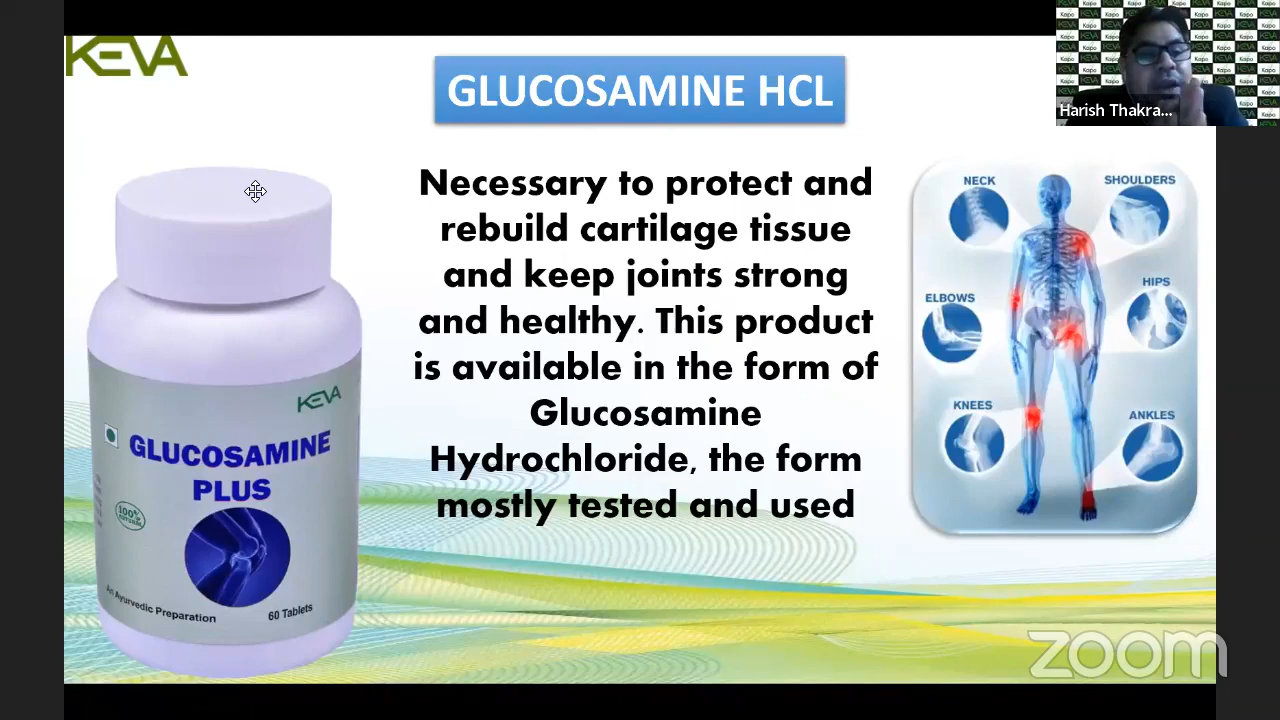 KEVA
GLUCOSAMINE HCL
Harish Thakra...
Necessary to protect and
rebuild cartilage tissue
and keep joints strong
and healthy. This product
is available in the form of
Glucosamine
Hydrochloride, the form
mostly tested and used
KEVA
GLUCOSAMINE
PLUS
100%
NATURAL
An Ayurvedic Preparation
60 Tablets
NECK
SHOULDERS
ELBOWS
HIPS
KNEES
ANKLES
zoom